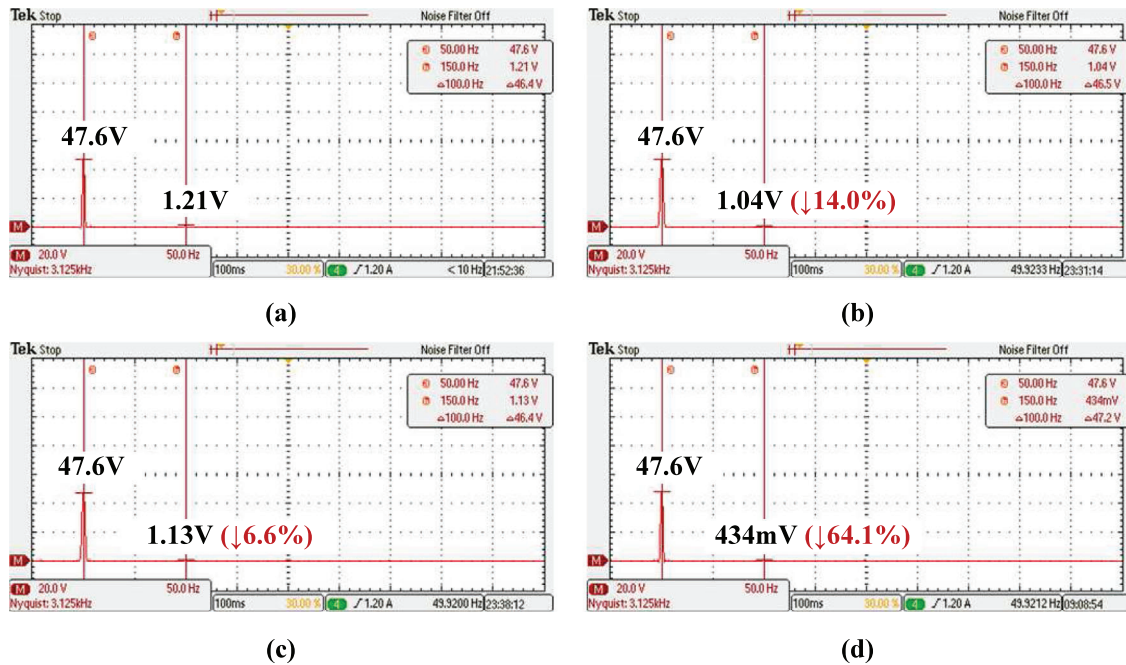 Tek Stop Noise Filter Off
a 50.00 Hz 47.6 V
b 150.0 Hz 1.21 V
△100.0 Hz △46.4 V
47.6V
1.21V
M
M 20.0 V 50.0 Hz
Nyquist: 3.125kHz 100ms 30.00 % 4 1.20 A < 10 Hz 21:52:36
(a)
Tek Stop Noise Filter Off
a 50.00 Hz 47.6 V
b 150.0 Hz 1.04 V
△100.0 Hz △46.5 V
47.6V
1.04V (↓14.0%)
M
M 20.0 V 50.0 Hz
Nyquist: 3.125kHz 100ms 30.00 % 4 1.20 A 49.9233 Hz 23:31:14
(b)
Tek Stop Noise Filter Off
a 50.00 Hz 47.6 V
b 150.0 Hz 1.13 V
△100.0 Hz △46.4 V
47.6V
1.13V (↓6.6%)
M
M 20.0 V 50.0 Hz
Nyquist: 3.125kHz 100ms 30.00 % 4 1.20 A 49.9200 Hz 23:38:12
(c)
Tek Stop Noise Filter Off
a 50.00 Hz 47.6 V
b 150.0 Hz 434mV
△100.0 Hz △47.2 V
47.6V
434mV (↓64.1%)
M
M 20.0 V 50.0 Hz
Nyquist: 3.125kHz 100ms 30.00 % 4 1.20 A 49.9212 Hz 09:08:54
(d)